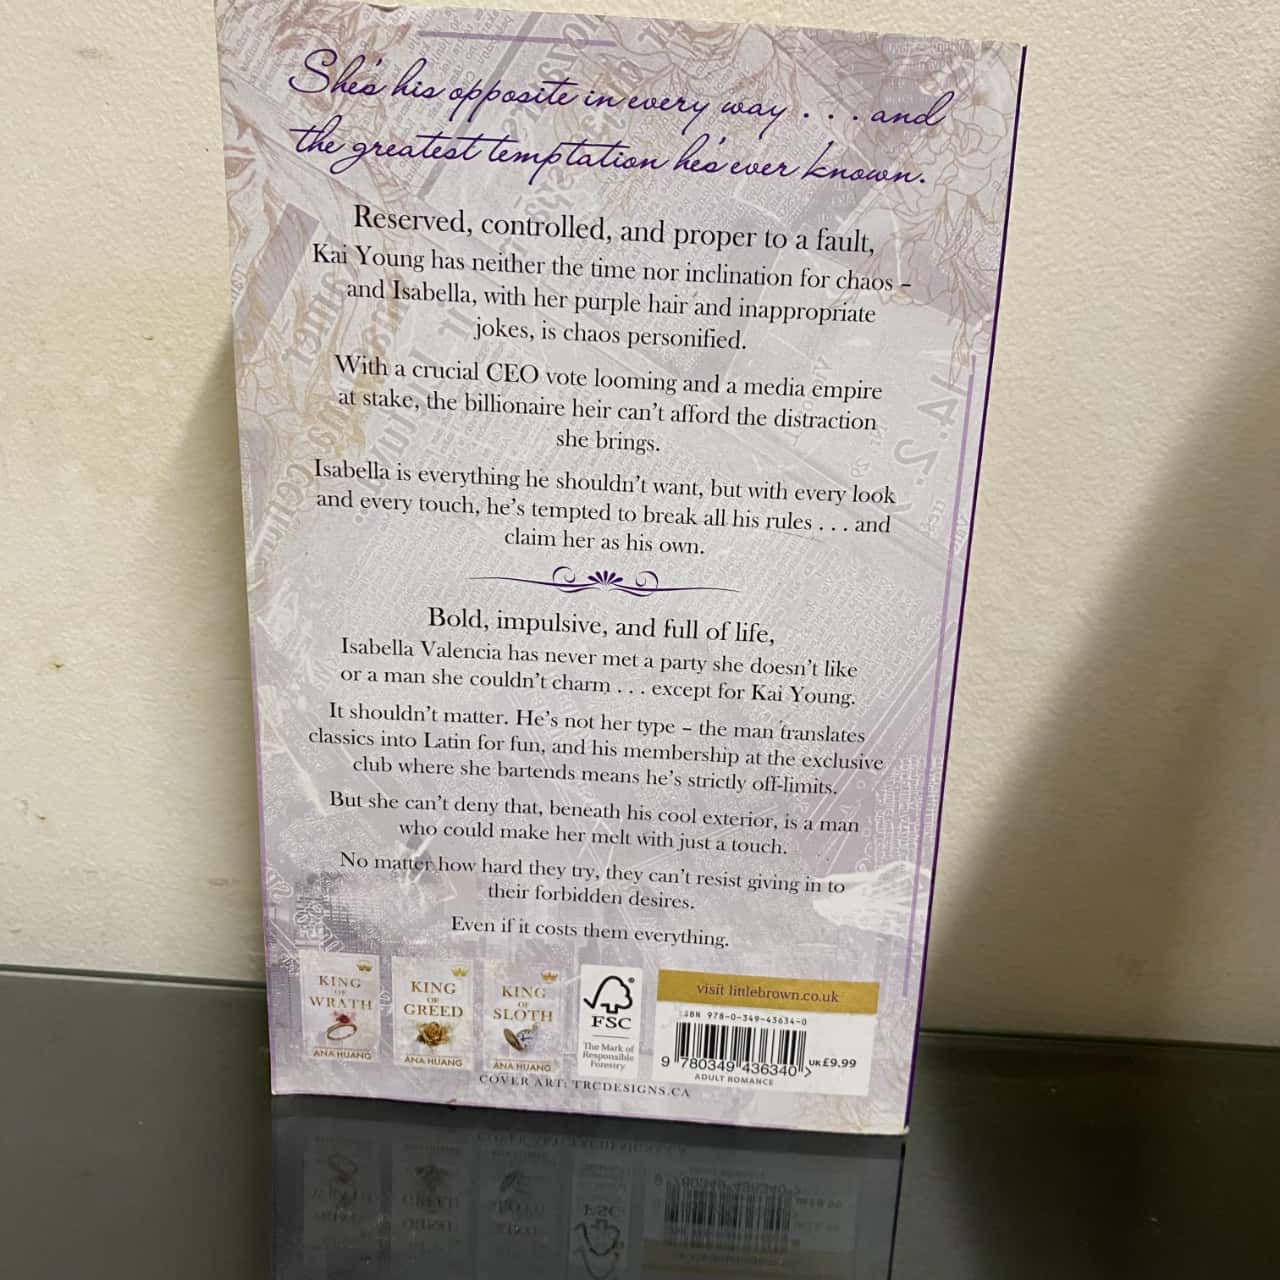 She's his opposite in every way . . . and
the greatest temptation he's ever known.
Reserved, controlled, and proper to a fault,
Kai Young has neither the time nor inclination for chaos –
and Isabella, with her purple hair and inappropriate
jokes, is chaos personified.
With a crucial CEO vote looming and a media empire
at stake, the billionaire heir can't afford the distraction
she brings.
Isabella is everything he shouldn't want, but with every look
and every touch, he's tempted to break all his rules . . . and
claim her as his own.
Bold, impulsive, and full of life,
Isabella Valencia has never met a party she doesn't like
or a man she couldn't charm . . . except for Kai Young.
It shouldn't matter. He's not her type – the man translates
classics into Latin for fun, and his membership at the exclusive
club where she bartends means he's strictly off-limits.
But she can't deny that, beneath his cool exterior, is a man
who could make her melt with just a touch.
No matter how hard they try, they can't resist giving in to
their forbidden desires.
Even if it costs them everything.
KING
OF
WRATH
ANA HUANG
KING
OF
GREED
ANA HUANG
KING
OF
SLOTH
ANA HUANG
FSC
The Mark of
Responsible
Forestry
visit littlebrown.co.uk
ISBN 978-0-349-43634-0
9 780349 436340 >
UK £9.99
ADULT ROMANCE
COVER ART: TRCDESIGNS.CA